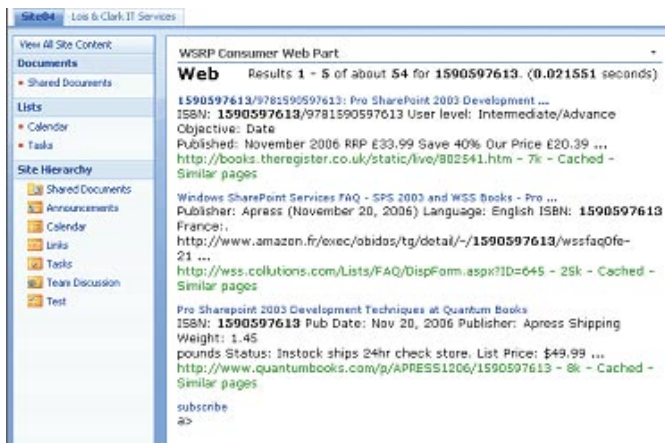 Site04 Lois & Clark IT Services
View All Site Content
Documents
Shared Documents
Lists
Calendar
Tasks
Site Hierarchy
Shared Documents
Announcements
Calendar
Links
Tasks
Team Discussion
Test
WSRP Consumer Web Part
Web Results 1 - 5 of about 54 for 1590597613. (0.021551 seconds)
1590597613/9781590597613: Pro SharePoint 2003 Development ...
ISBN: 1590597613/9781590597613 User level: Intermediate/Advance
Objective: Date
Published: November 2006 RRP £33.99 Save 40% Our Price £20.39 ...
http://books.theregister.co.uk/static/live/802541.htm - 7k - Cached -
Similar pages
Windows SharePoint Services FAQ - SPS 2003 and WSS Books - Pro ...
Publisher: Apress (November 20, 2006) Language: English ISBN: 1590597613
France:.
http://www.amazon.fr/exec/obidos/tg/detail/-/1590597613/wssfaq0fe-
21 ...
http://wss.collutions.com/Lists/FAQ/DispForm.aspx?ID=645 - 25k - Cached -
Similar pages
Pro Sharepoint 2003 Development Techniques at Quantum Books
ISBN: 1590597613 Pub Date: Nov 20, 2006 Publisher: Apress Shipping
Weight: 1.45
pounds Status: Instock ships 24hr check store. List Price: $49.99 ...
http://www.quantumbooks.com/p/APRESS1206/1590597613 - 8k - Cached -
Similar pages
subscribe
a>